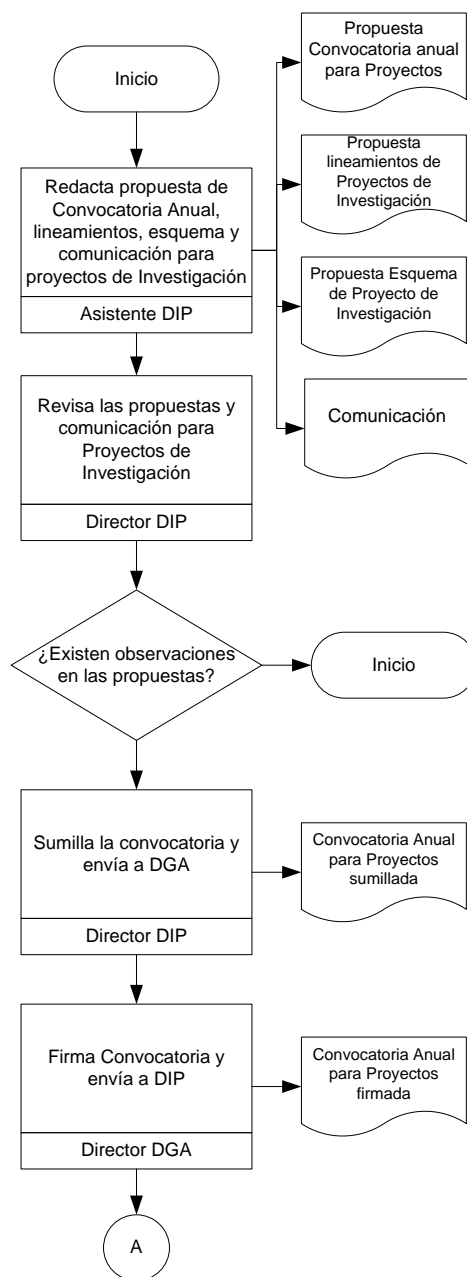 Inicio
Propuesta
Convocatoria anual
para Proyectos
Redacta propuesta de
Convocatoria Anual,
lineamientos, esquema y
comunicación para
proyectos de Investigación
Asistente DIP
Propuesta
lineamientos de
Proyectos de
Investigación
Propuesta Esquema
de Proyecto de
Investigación
Comunicación
Revisa las propuestas y
comunicación para
Proyectos de
Investigación
Director DIP
¿Existen observaciones
en las propuestas?
Inicio
Sumilla la convocatoria y
envía a DGA
Director DIP
Convocatoria Anual
para Proyectos
sumillada
Firma Convocatoria y
envía a DIP
Director DGA
Convocatoria Anual
para Proyectos
firmada
A